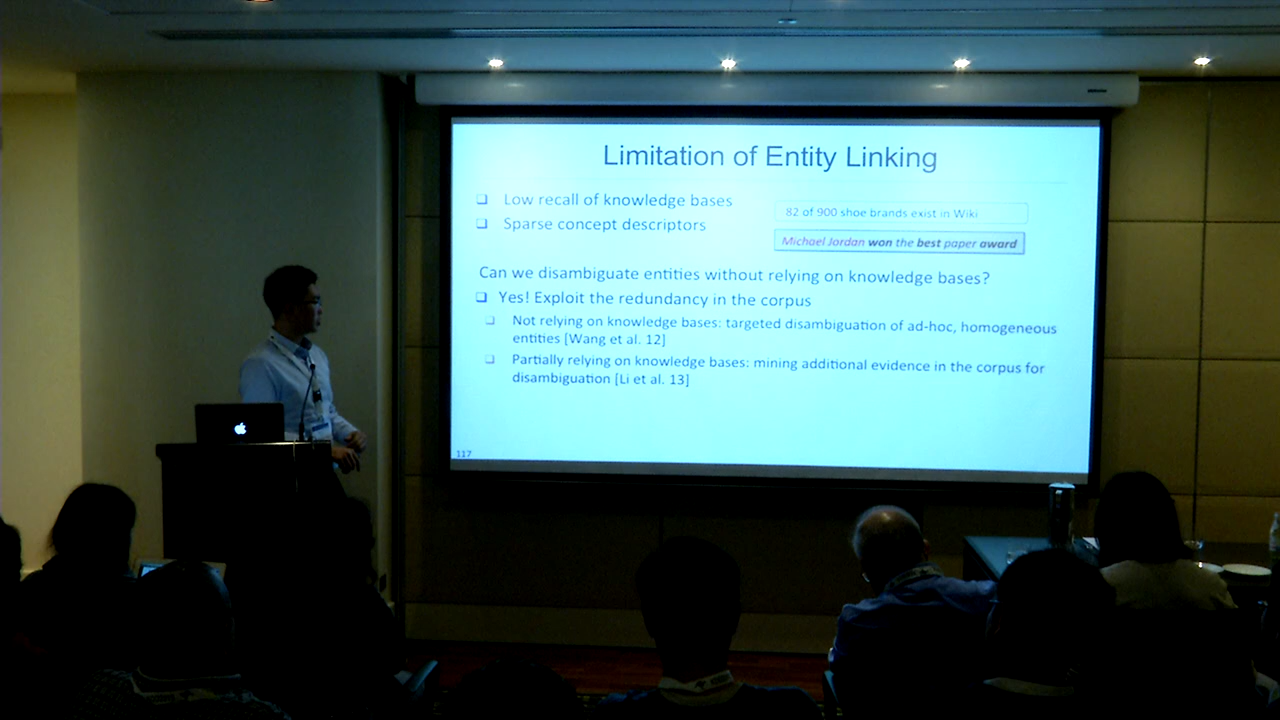 Limitation of Entity Linking
❑ Low recall of knowledge bases
82 of 900 shoe brands exist in Wiki
❑ Sparse concept descriptors
Michael Jordan won the best paper award
Can we disambiguate entities without relying on knowledge bases?
❑ Yes! Exploit the redundancy in the corpus
❑ Not relying on knowledge bases: targeted disambiguation of ad-hoc, homogeneous
entities [Wang et al. 12]
❑ Partially relying on knowledge bases: mining additional evidence in the corpus for
disambiguation [Li et al. 13]
117